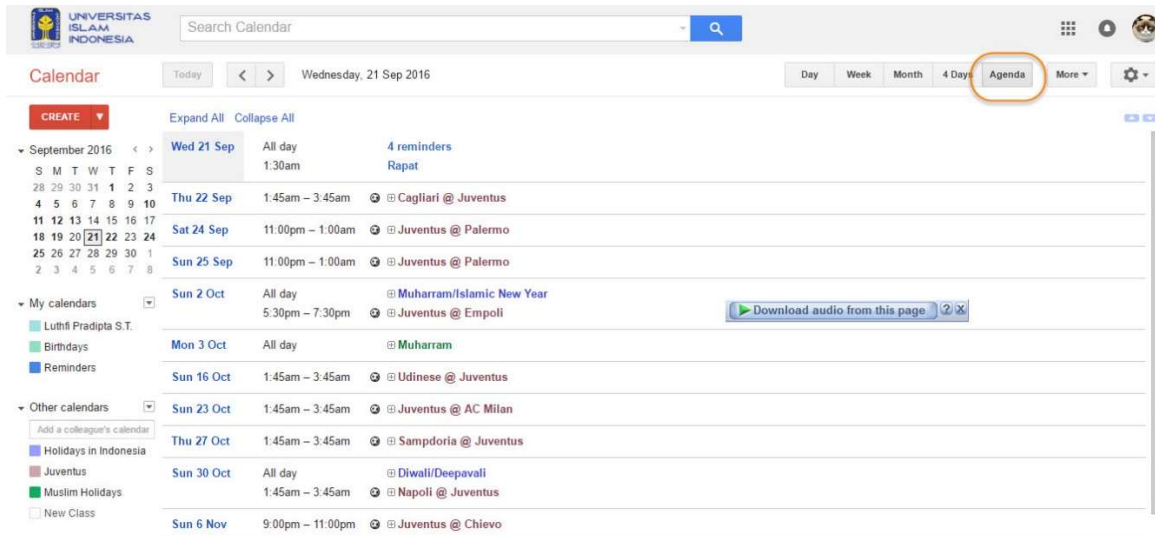 UNIVERSITAS
ISLAM
INDONESIA
Search Calendar
Calendar
Today < > Wednesday, 21 Sep 2016
Day Week Month 4 Days Agenda More
CREATE
Expand All Collapse All
September 2016 < >
S M T W T F S
28 29 30 31 1 2 3
4 5 6 7 8 9 10
11 12 13 14 15 16 17
18 19 20 21 22 23 24
25 26 27 28 29 30 1
2 3 4 5 6 7 8
My calendars
Luthfi Pradipta S.T.
Birthdays
Reminders
Other calendars
Add a colleague's calendar
Holidays in Indonesia
Juventus
Muslim Holidays
New Class
Wed 21 Sep All day 4 reminders
1:30am Rapat
Thu 22 Sep 1:45am – 3:45am Cagliari @ Juventus
Sat 24 Sep 11:00pm – 1:00am Juventus @ Palermo
Sun 25 Sep 11:00pm – 1:00am Juventus @ Palermo
Sun 2 Oct All day Muharram/Islamic New Year
5:30pm – 7:30pm Juventus @ Empoli
Download audio from this page ? X
Mon 3 Oct All day Muharram
Sun 16 Oct 1:45am – 3:45am Udinese @ Juventus
Sun 23 Oct 1:45am – 3:45am Juventus @ AC Milan
Thu 27 Oct 1:45am – 3:45am Sampdoria @ Juventus
Sun 30 Oct All day Diwali/Deepavali
1:45am – 3:45am Napoli @ Juventus
Sun 6 Nov 9:00pm – 11:00pm Juventus @ Chievo